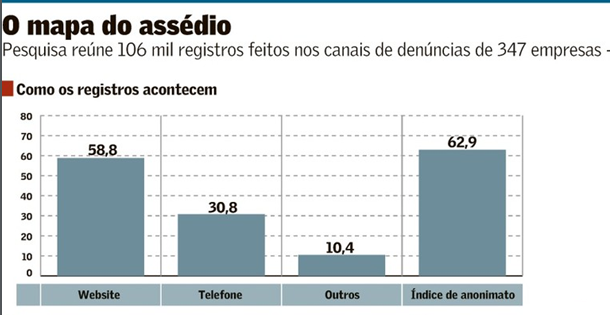 O mapa do assédio
Pesquisa reúne 106 mil registros feitos nos canais de denúncias de 347 empresas -
Como os registros acontecem
80
70
60
50
40
30
20
10
0
58,8
30,8
10,4
62,9
Website
Telefone
Outros
Índice de anonimato